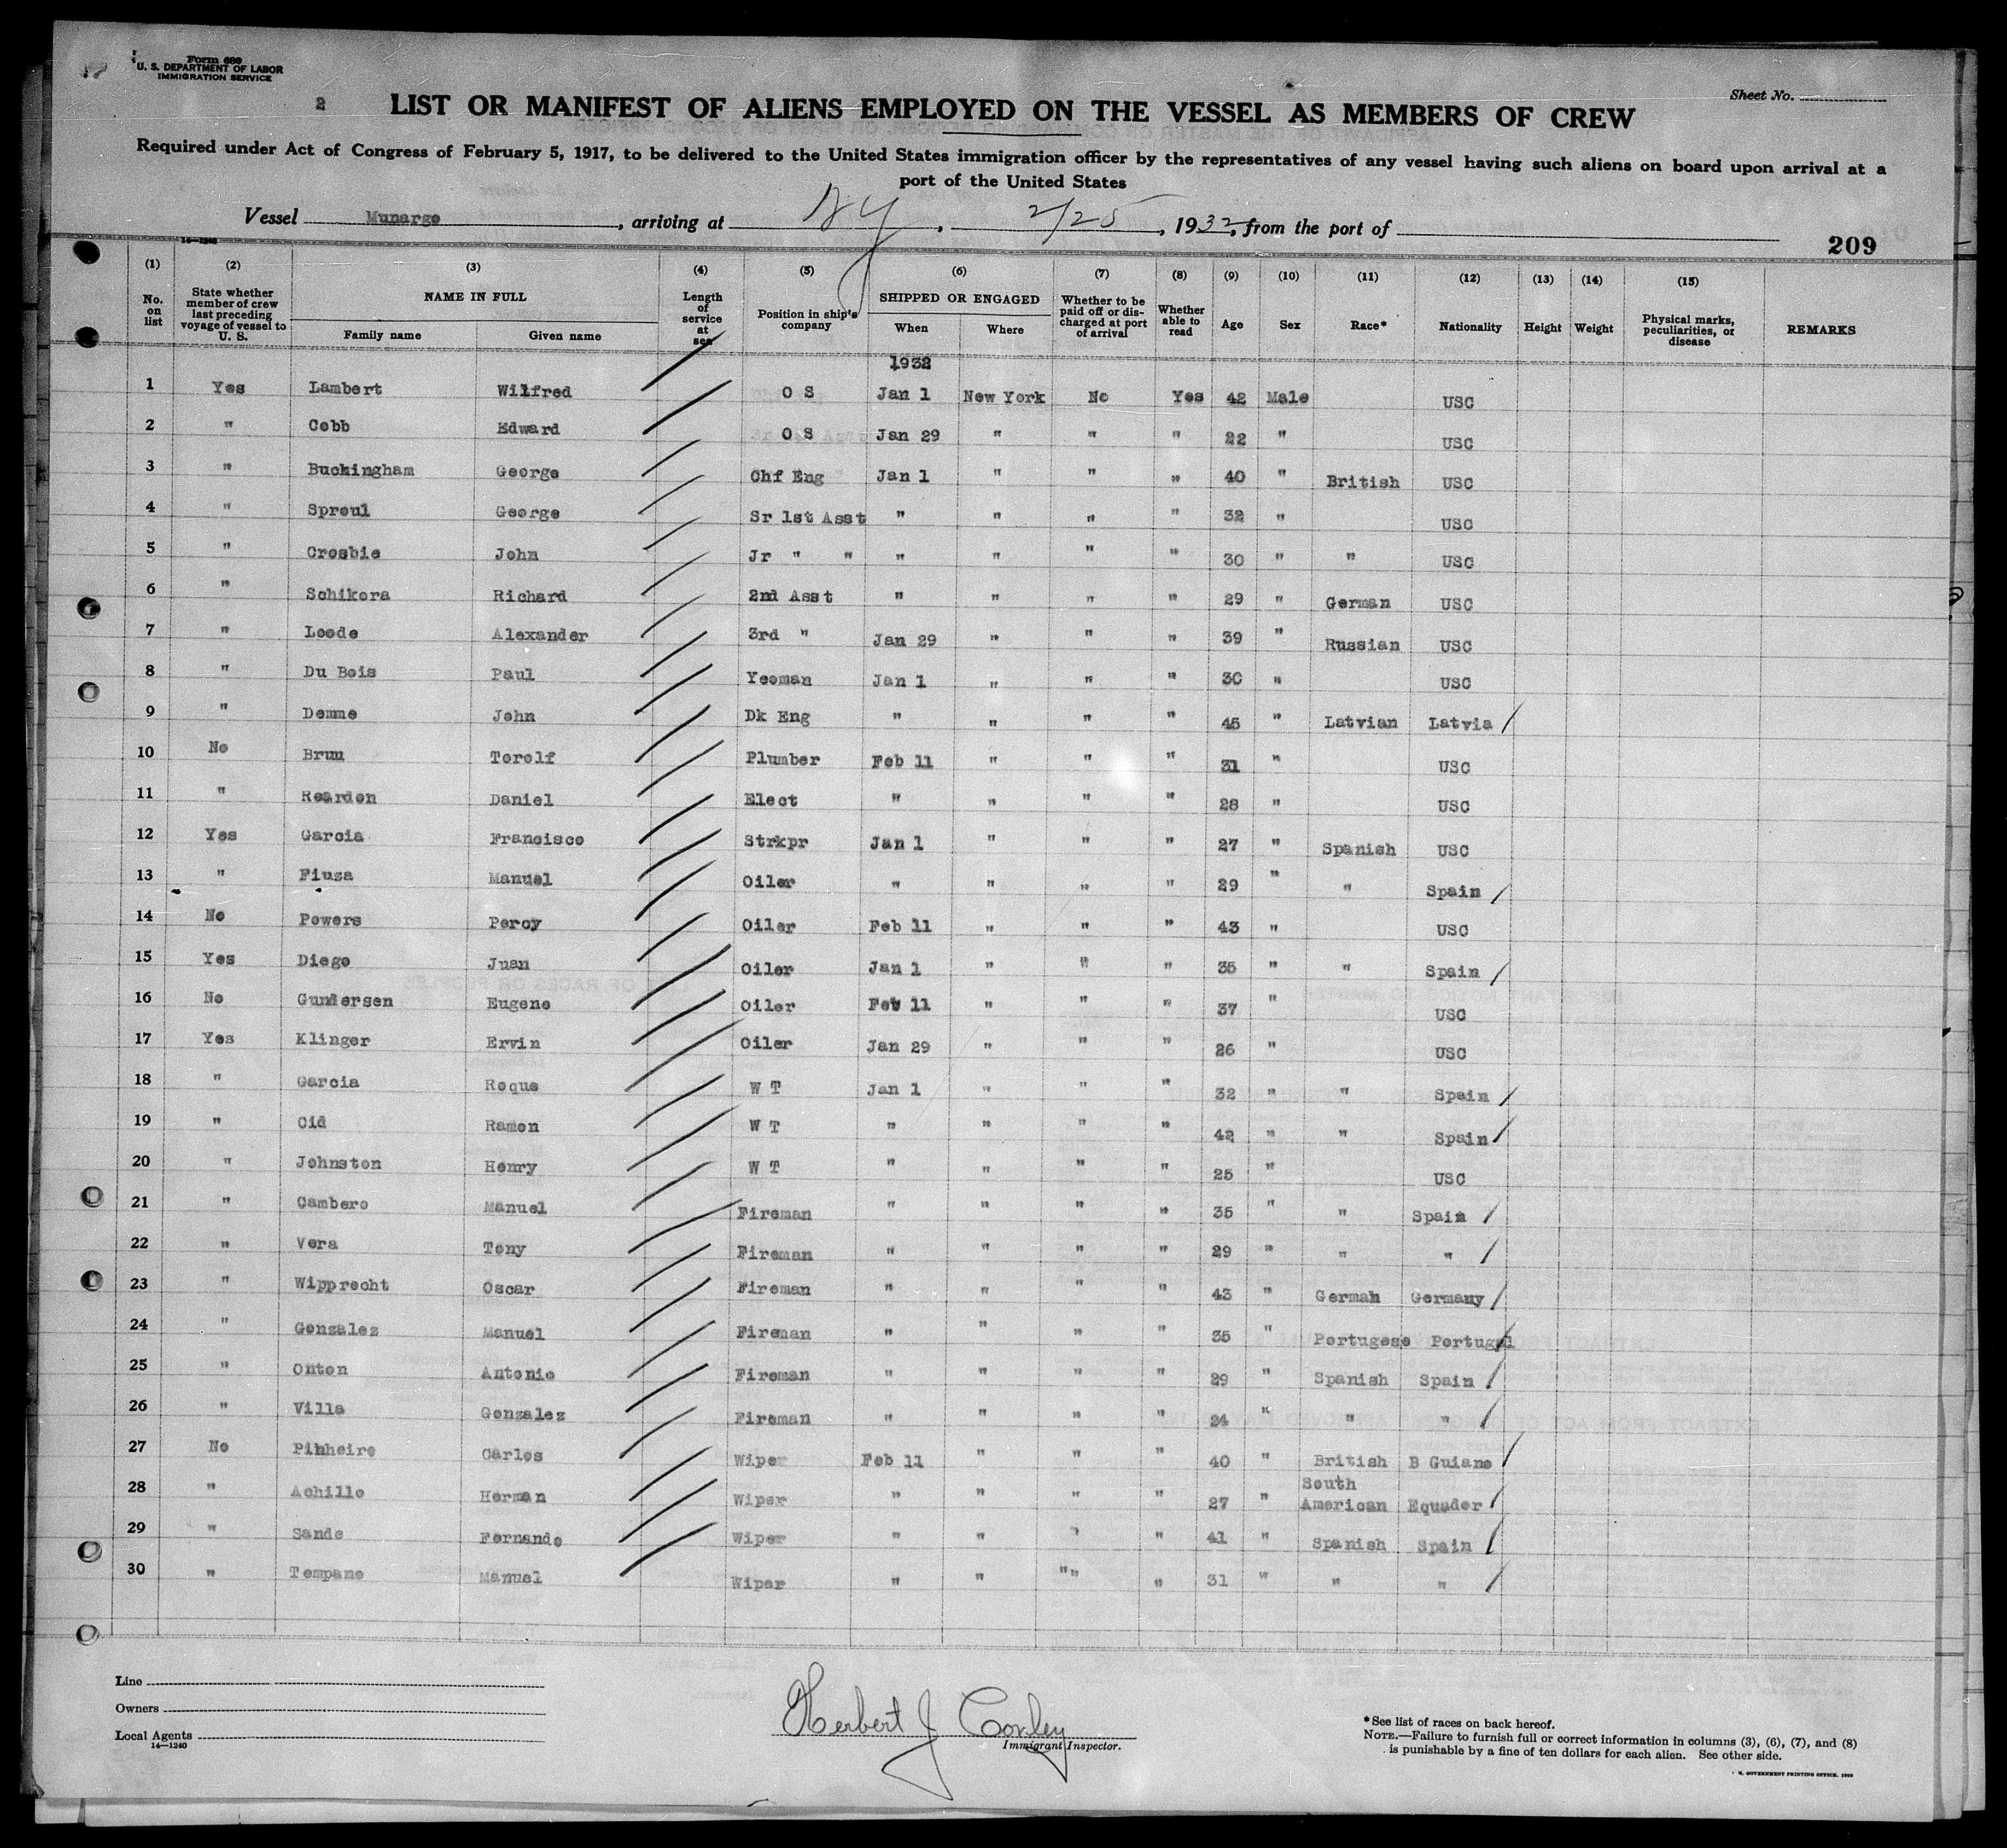 Form 680
U. S. DEPARTMENT OF LABOR
IMMIGRATION SERVICE
2
LIST OR MANIFEST OF ALIENS EMPLOYED ON THE VESSEL AS MEMBERS OF CREW
Sheet No.
Required under Act of Congress of February 5, 1917, to be delivered to the United States immigration officer by the representatives of any vessel having such aliens on board upon arrival at a
port of the United States
Vessel Munargo, arriving at NY, 2/25, 1932, from the port of
14—1240
209
(1) (2) (3) (4) (5) (6) (7) (8) (9) (10) (11) (12) (13) (14) (15)
No. on list | State whether member of crew last preceding voyage of vessel to U. S. | NAME IN FULL Family name Given name | Length of service at sea | Position in ship's company | SHIPPED OR ENGAGED When Where | Whether to be paid off or discharged at port of arrival | Whether able to read | Age | Sex | Race* | Nationality | Height | Weight | Physical marks, peculiarities, or disease | REMARKS
1932
1 Yes Lambert Wilfred O S Jan 1 New York No Yes 42 Male USC
2 " Cobb Edward O S Jan 29 " " " 22 " USC
3 " Buckingham George Chf Eng Jan 1 " " " 40 " British USC
4 " Sproul George Sr 1st Asst " " " " 32 " USC
5 " Crosbie John Jr " " " " " " 30 " " USC
6 " Schikora Richard 2nd Asst " " " " 29 " German USC
7 " Loode Alexander 3rd " Jan 29 " " " 39 " Russian USC
8 " Du Bois Paul Yeoman Jan 1 " " " 30 " USC
9 " Demme John Dk Eng " " " " 45 " Latvian Latvia /
10 No Brun Torolf Plumber Feb 11 " " " 31 " USC
11 " Reardon Daniel Elect " " " " 28 " USC
12 Yes Garcia Francisco Strkpr Jan 1 " " " 27 " Spanish USC
13 " Fiuza Manuel Oiler " " " " 29 " " Spain /
14 No Powers Percy Oiler Feb 11 " " " 43 " USC
15 Yes Diego Juan Oiler Jan 1 " " " 35 " " Spain /
16 No Gundersen Eugene Oiler Feb 11 " " " 37 " USC
17 Yes Klinger Ervin Oiler Jan 29 " " " 26 " USC
18 " Garcia Roque W T Jan 1 " " " 32 " " Spain /
19 " Cid Ramon W T " " " " 42 " " Spain /
20 " Johnston Henry W T " " " " 25 " USC
21 " Cambero Manuel Fireman " " " " 35 " " Spain /
22 " Vera Tony Fireman " " " " 29 " " " /
23 " Wipprecht Oscar Fireman " " " " 43 " German Germany /
24 " Gonzalez Manuel Fireman " " " " 35 " Portugese Portugal /
25 " Onton Antonio Fireman " " " " 29 " Spanish Spain /
26 " Villa Gonzalez Fireman " " " " 24 " " " /
27 No Pinheiro Carlos Wiper Feb 11 " " " 40 " British B Guiane /
28 " Achille Herman Wiper " " " " 27 " South American Equador /
29 " Sande Fernando Wiper " " " " 41 " Spanish Spain /
30 " Tempane Manuel Wiper " " "" " 31 " " " /
Line
Owners
Local Agents
14—1240
Herbert J Conley
Immigrant Inspector.
*See list of races on back hereof.
NOTE.—Failure to furnish full or correct information in columns (3), (6), (7), and (8)
is punishable by a fine of ten dollars for each alien. See other side.
GOVERNMENT PRINTING OFFICE. 1929